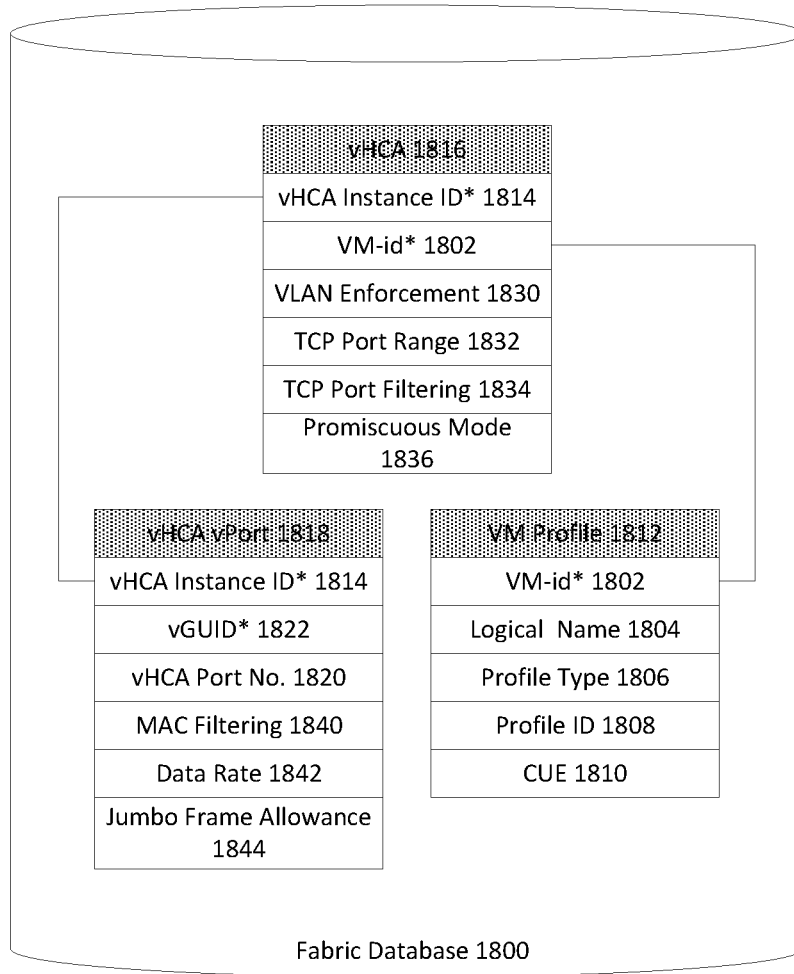 vHCA 1816
vHCA Instance ID* 1814
VM-id* 1802
VLAN Enforcement 1830
TCP Port Range 1832
TCP Port Filtering 1834
Promiscuous Mode
1836
vHCA vPort 1818
vHCA Instance ID* 1814
vGUID* 1822
vHCA Port No. 1820
MAC Filtering 1840
Data Rate 1842
Jumbo Frame Allowance
1844
VM Profile 1812
VM-id* 1802
Logical Name 1804
Profile Type 1806
Profile ID 1808
CUE 1810
Fabric Database 1800